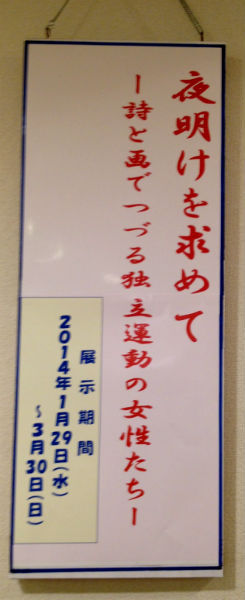 夜明けを求めて
ー詩と画でつづる独立運動の女性たちー
展示期間
2014年1月29日(水)
~3月30日(日)